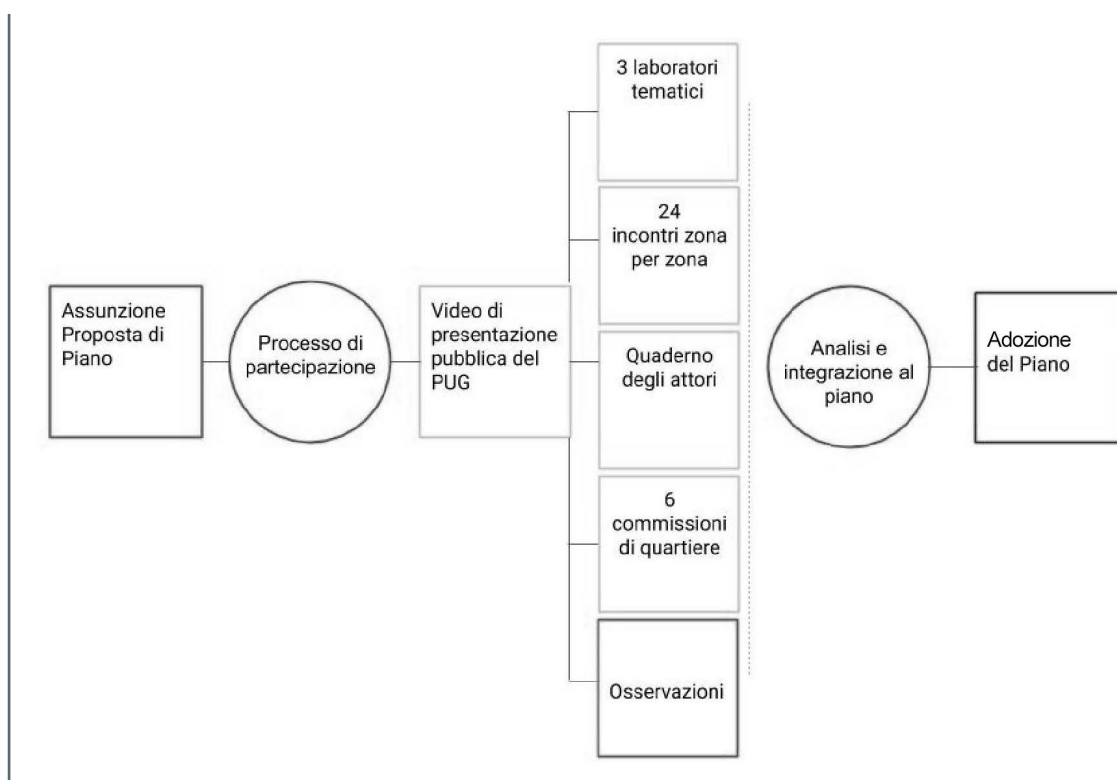 Assunzione
Proposta di
Piano
Processo di
partecipazione
Video di
presentazione
pubblica del
PUG
3 laboratori
tematici
24
incontri zona
per zona
Quaderno
degli attori
6
commissioni
di quartiere
Osservazioni
Analisi e
integrazione al
piano
Adozione
del Piano